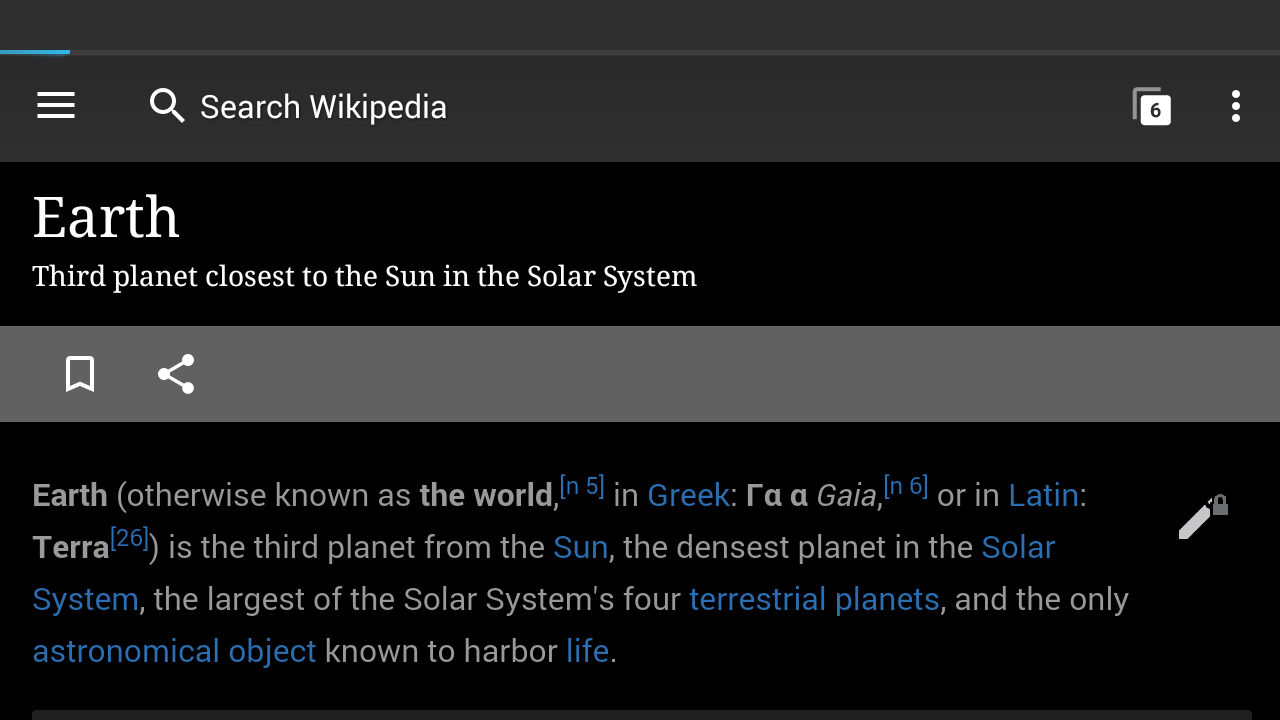 Search Wikipedia
6
Earth
Third planet closest to the Sun in the Solar System
Earth (otherwise known as the world,[n 5] in Greek: Γα α Gaia,[n 6] or in Latin:
Terra[26]) is the third planet from the Sun, the densest planet in the Solar
System, the largest of the Solar System's four terrestrial planets, and the only
astronomical object known to harbor life.